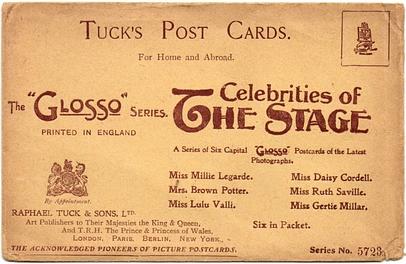 TUCK'S POST CARDS.
For Home and Abroad.
The "GLOSSO" SERIES.
PRINTED IN ENGLAND
Celebrities of
THE STAGE
A Series of Six Capital "Glosso" Postcards of the Latest
Photographs.
Miss Millie Legarde. Miss Daisy Cordell.
Mrs. Brown Potter. Miss Ruth Saville.
Miss Lulu Valli. Miss Gertie Millar.
Six in Packet.
By Appointment.
RAPHAEL TUCK & SONS, LTD.
Art Publishers to Their Majesties the King & Queen,
And T.R.H. The Prince & Princess of Wales,
LONDON, PARIS, BERLIN, NEW YORK,
THE ACKNOWLEDGED PIONEERS OF PICTURE POSTCARDS.
Series No. 5723